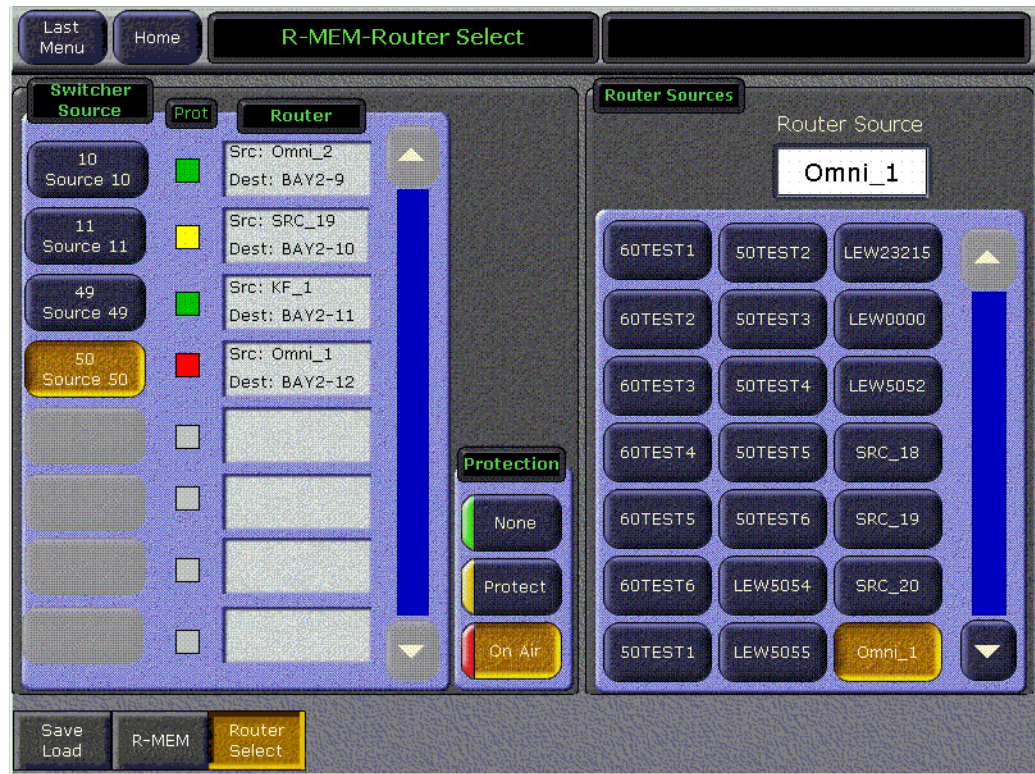 Last
Menu
Home
R-MEM-Router Select
Switcher
Source
Prot
Router
10
Source 10
Src: Omni_2
Dest: BAY2-9
11
Source 11
Src: SRC_19
Dest: BAY2-10
49
Source 49
Src: KF_1
Dest: BAY2-11
50
Source 50
Src: Omni_1
Dest: BAY2-12
Protection
None
Protect
On Air
Router Sources
Router Source
Omni_1
60TEST1 50TEST2 LEW23215
60TEST2 50TEST3 LEW0000
60TEST3 50TEST4 LEW5052
60TEST4 50TEST5 SRC_18
60TEST5 50TEST6 SRC_19
60TEST6 LEW5054 SRC_20
50TEST1 LEW5055 Omni_1
Save
Load
R-MEM
Router
Select